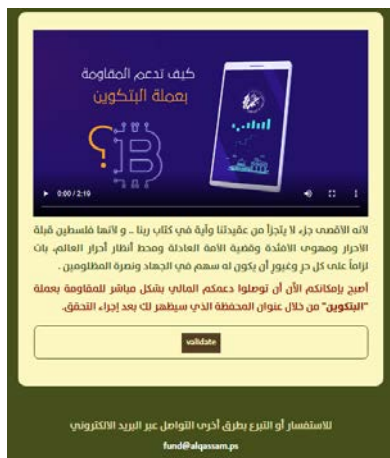 كيف تدعم المقاومة
بعملة البتكوين
؟
0:00 / 2:19
لانه الأقصى جزء لا يتجزأ من عقيدتنا وآية في كتاب ربنا .. و لانها فلسطين قبلة
الاحرار ومهوى الأفئدة وقضية الأمة العادلة ومحط أنظار أحرار العالم، بات
لزاماً على كل حر وغيور أن يكون له سهم في الجهاد ونصرة المظلومين .
أصبح بإمكانكم الأن أن توصلوا دعمكم المالي بشكل مباشر للمقاومة بعملة
"البتكوين" من خلال عنوان المحفظة الذي سيظهر لك بعد إجراء التحقق.
validate
للاستفسار أو التبرع بطرق أخرى التواصل عبر البريد الالكتروني
fund@alqassam.ps